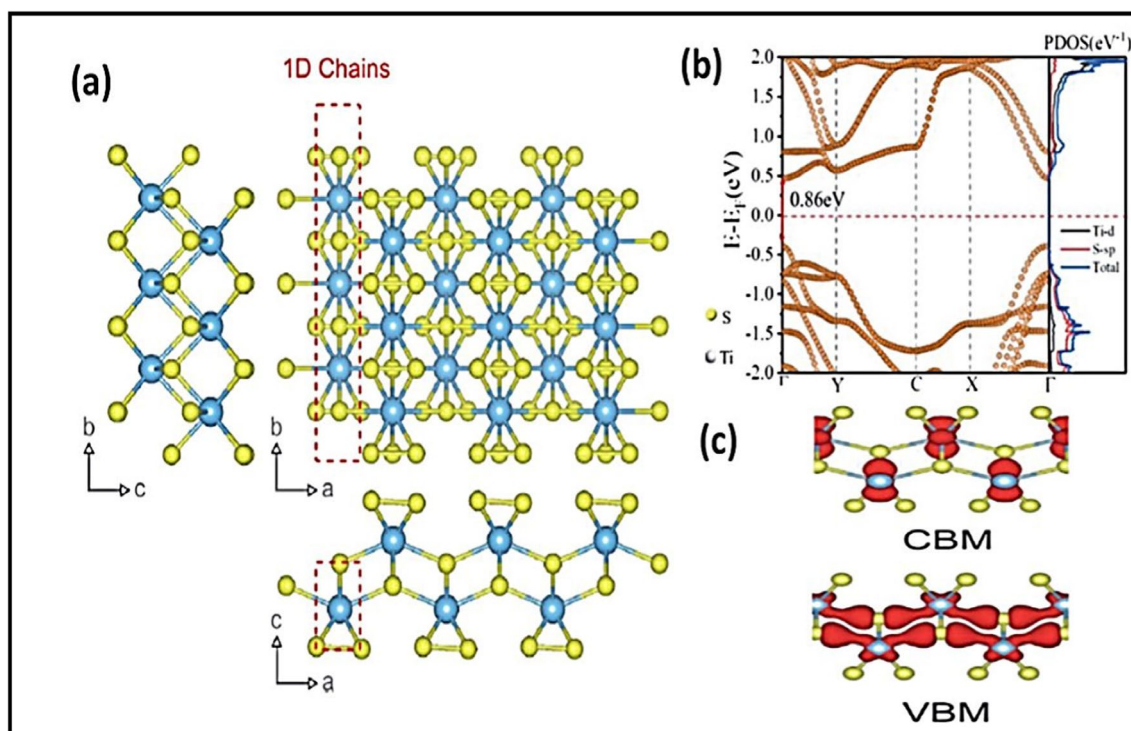 (a)
1D Chains
b
c
b
a
c
a
(b)
PDOS(eV⁻¹)
2.0
1.5
1.0
0.5
0.0
-0.5
-1.0
-1.5
-2.0
E-E_F(eV)
0.86eV
Ti-d
S-sp
Total
S
Ti
Γ Y C X Γ
(c)
CBM
VBM